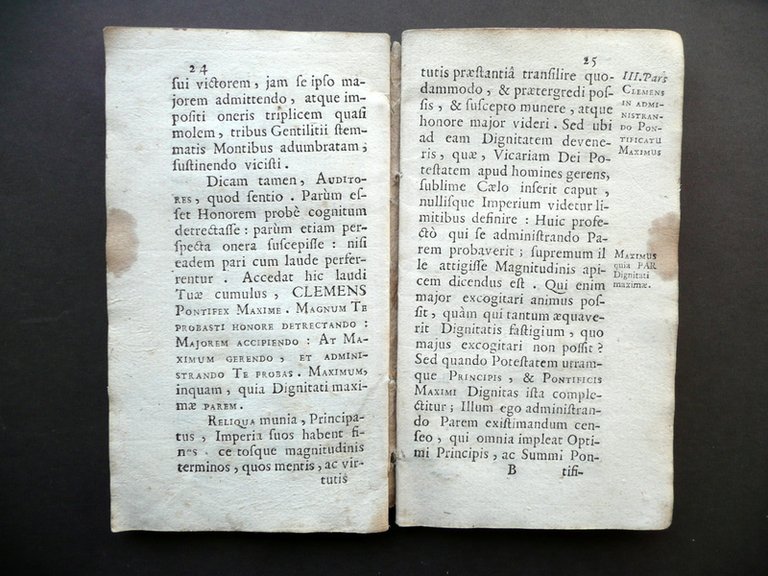 24
sui victorem, jam se ipso ma-
jorem admittendo, atque im-
positi oneris triplicem quasi
molem, tribus Gentilitii stem-
matis Montibus adumbratam;
sustinendo vicisti.
Dicam tamen, AUDITO-
RES, quod sentio. Parùm es-
set Honorem probè cognitum
detrectasse: parùm etiam per-
specta onera suscepisse: nisi
eadem pari cum laude perfer-
rentur. Accedat hic laudi
Tuæ cumulus, CLEMENS
PONTIFEX MAXIME. MAGNUM TE
PROBASTI HONORE DETRECTANDO:
MAJOREM ACCIPIENDO: AT MA-
XIMUM GERENDO, ET ADMINI-
STRANDO TE PROBAS. MAXIMUM,
inquam, quia Dignitati maxi-
mæ PAREM.
RELIQUA munia, Principa-
tus, Imperia suos habent fi-
nes ce tosque magnitudinis
terminos, quos mentis, ac vir-
tutis
25
tutis præstantiâ transilire quo-
dammodo, & prætergredi pos-
sis, & suscepto munere, atque
honore major videri. Sed ubi
ad eam Dignitatem devene-
ris, quæ, Vicariam Dei Po-
testatem apud homines gerens,
sublime Cælo inserit caput,
nullisque Imperium videtur li-
mitibus definire: Huic profe-
ctò qui se administrando Pa-
rem probaverit; supremum il
le attigisse Magnitudinis api-
cem dicendus est. Qui enim
major excogitari animus pos-
sit, quàm qui tantum æquave-
rit Dignitatis fastigium, quo
majus excogitari non possit?
Sed quando Potestatem utram-
que PRINCIPIS, & PONTIFICIS
MAXIMI Dignitas ista comple-
ctitur; Illum ego administran-
do Parem existimandum cen-
seo, qui omnia impleat Opti-
mi Principis, ac Summi Pon-
B tifi-
III. Pars
CLEMENS
IN ADMI-
NISTRAN-
DO PON-
TIFICATU
MAXIMUS
MAXIMUS
quia PAR
Dignitati
maximæ.